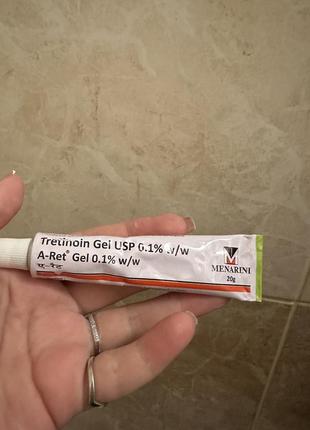 Tretinoin Gel USP 0.1% w/w
A-Ret® Gel 0.1% w/w
ए-रेट
MENARINI
20g